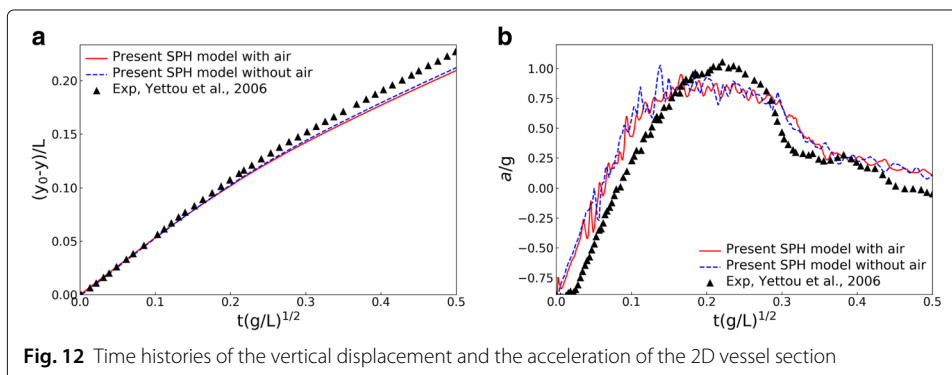 a
Present SPH model with air
Present SPH model without air
Exp, Yettou et al., 2006
(y₀-y)/L
0.20
0.15
0.10
0.05
0.00
0.0
0.1
0.2
0.3
0.4
0.5
t(g/L)^1/2
b
a/g
1.00
0.75
0.50
0.25
0.00
−0.25
−0.50
−0.75
Present SPH model with air
Present SPH model without air
Exp, Yettou et al., 2006
0.0
0.1
0.2
0.3
0.4
0.5
t(g/L)^1/2
Fig. 12 Time histories of the vertical displacement and the acceleration of the 2D vessel section